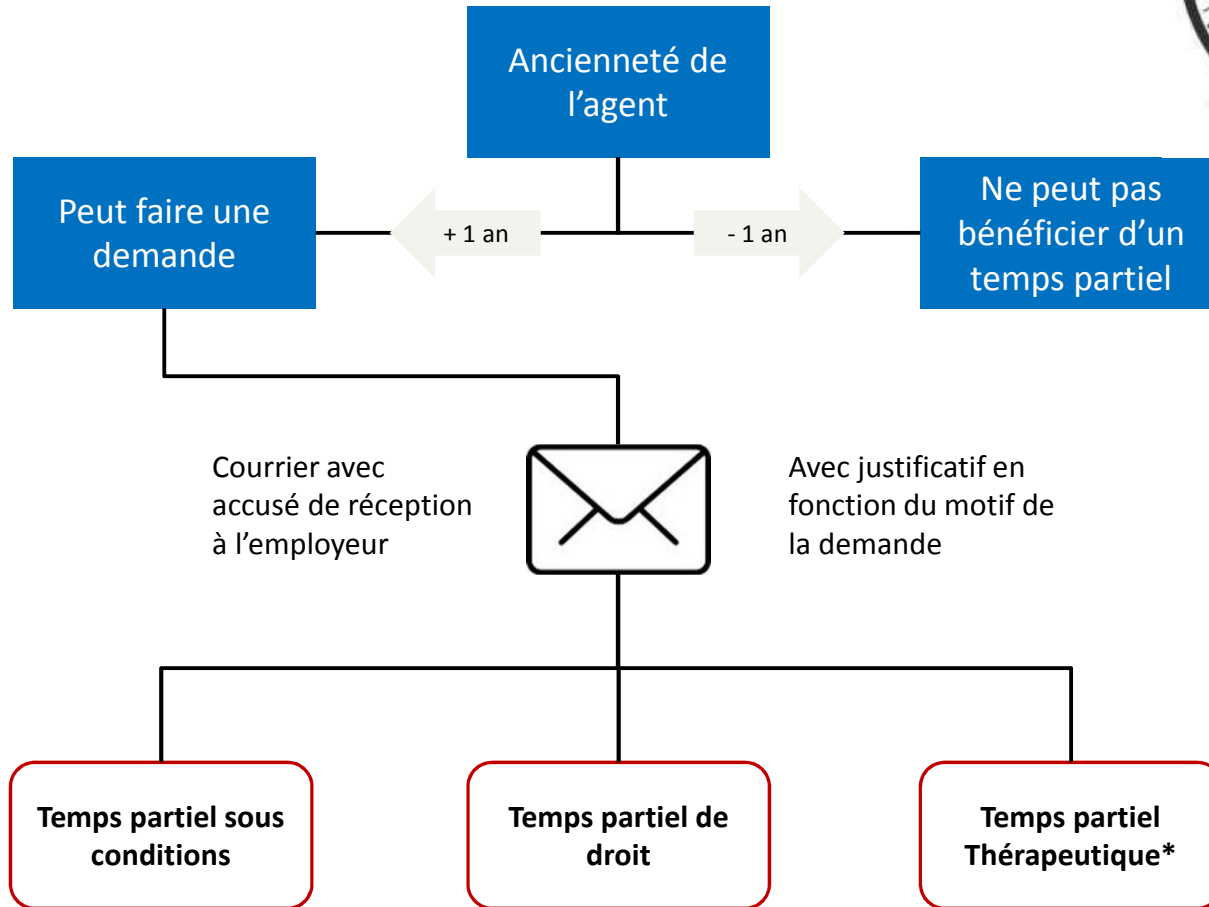 Ancienneté de
l’agent
Peut faire une
demande
+ 1 an
- 1 an
Ne peut pas
bénéficier d’un
temps partiel
Courrier avec
accusé de réception
à l’employeur
Avec justificatif en
fonction du motif de
la demande
Temps partiel sous
conditions
Temps partiel de
droit
Temps partiel
Thérapeutique*